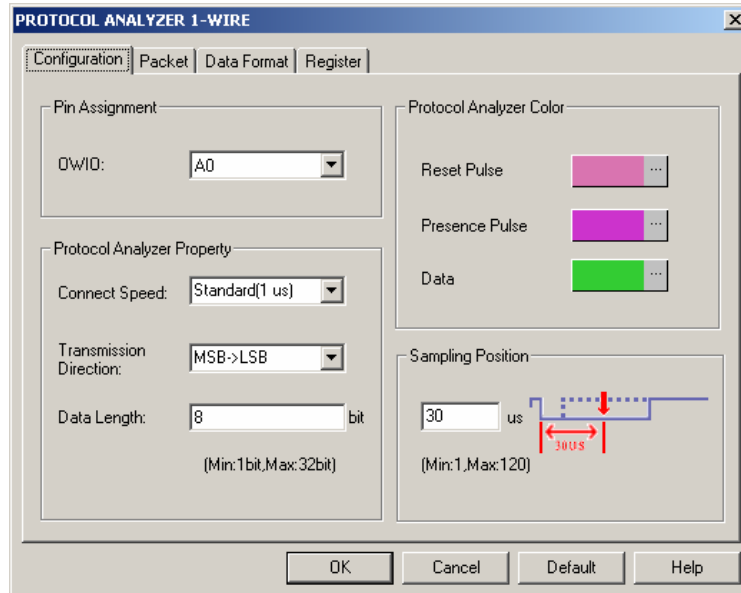 PROTOCOL ANALYZER 1-WIRE
Configuration Packet Data Format Register
Pin Assignment
OWIO: A0
Protocol Analyzer Property
Connect Speed: Standard(1 us)
Transmission
Direction: MSB->LSB
Data Length: 8 bit
(Min:1bit,Max:32bit)
Protocol Analyzer Color
Reset Pulse ...
Presence Pulse ...
Data ...
Sampling Position
30 us
30US
(Min:1,Max:120)
OK Cancel Default Help